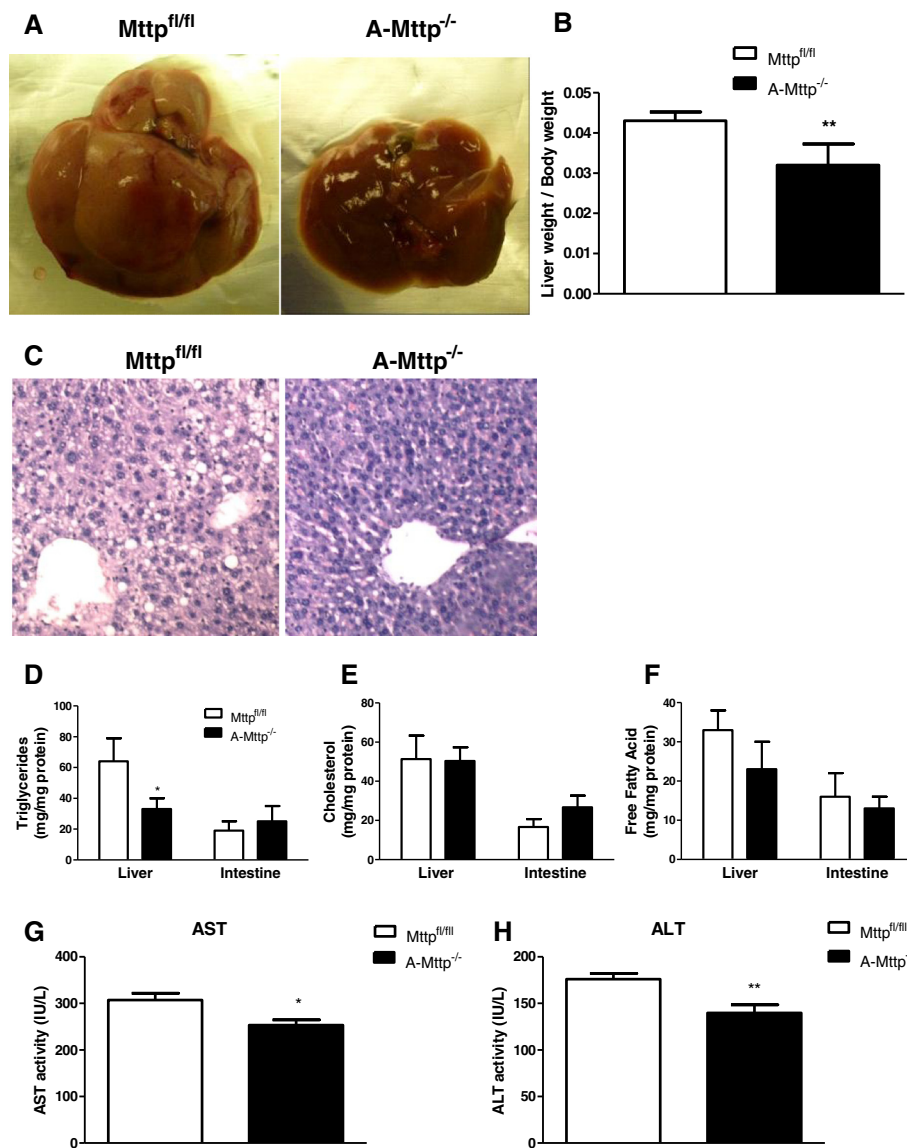 A
Mttp^fl/fl
A-Mttp^-/-
B
Mttp^fl/fl
A-Mttp^-/-
Liver weight / Body weight
0.05
0.04
0.03
0.02
0.01
0.00
**
C
Mttp^fl/fl
A-Mttp^-/-
D
Triglycerides
(mg/mg protein)
100
80
60
40
20
0
*
Mttp^fl/fl
A-Mttp^-/-
Liver
Intestine
E
Cholesterol
(mg/mg protein)
80
60
40
20
0
Liver
Intestine
F
Free Fatty Acid
(mg/mg protein)
40
30
20
10
0
Liver
Intestine
G
AST
Mttp^fl/fll
A-Mttp^-/-
AST activity (IU/L)
400
300
200
100
0
*
H
ALT
Mttp^fl/fll
A-Mttp
ALT activity (IU/L)
200
150
100
50
0
**